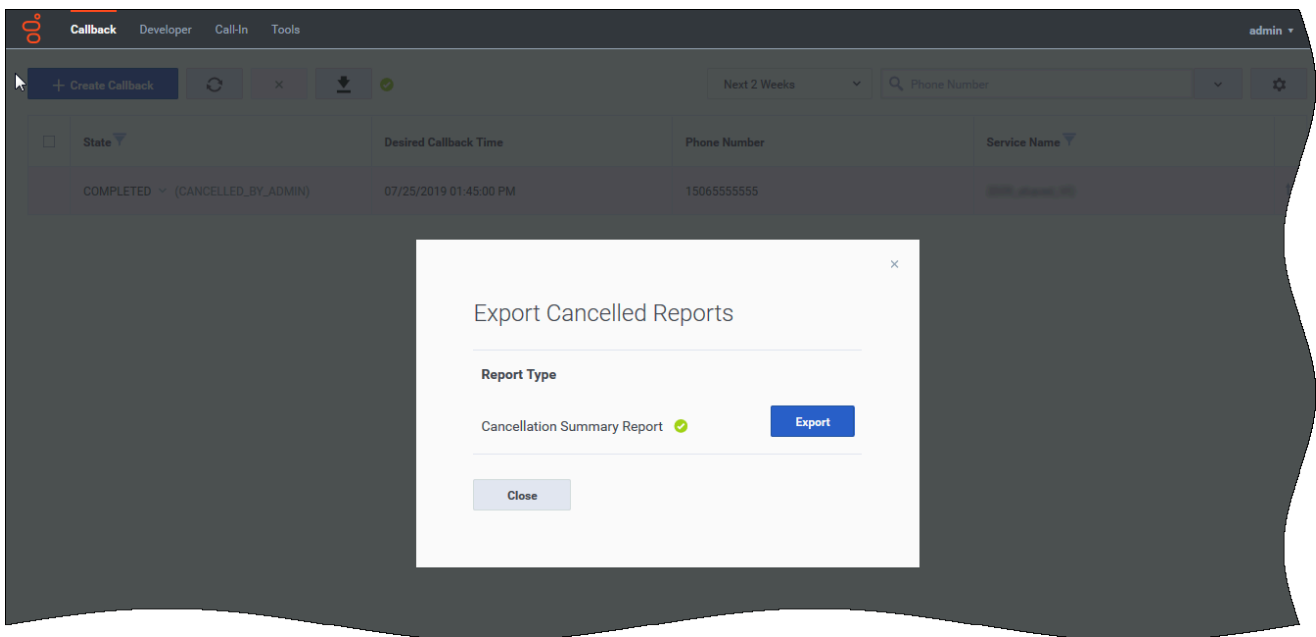 Callback Developer Call-In Tools admin
+ Create Callback Next 2 Weeks Phone Number
State Desired Callback Time Phone Number Service Name
COMPLETED (CANCELLED_BY_ADMIN) 07/25/2019 01:45:00 PM 15065555555
Export Cancelled Reports
Report Type
Cancellation Summary Report Export
Close